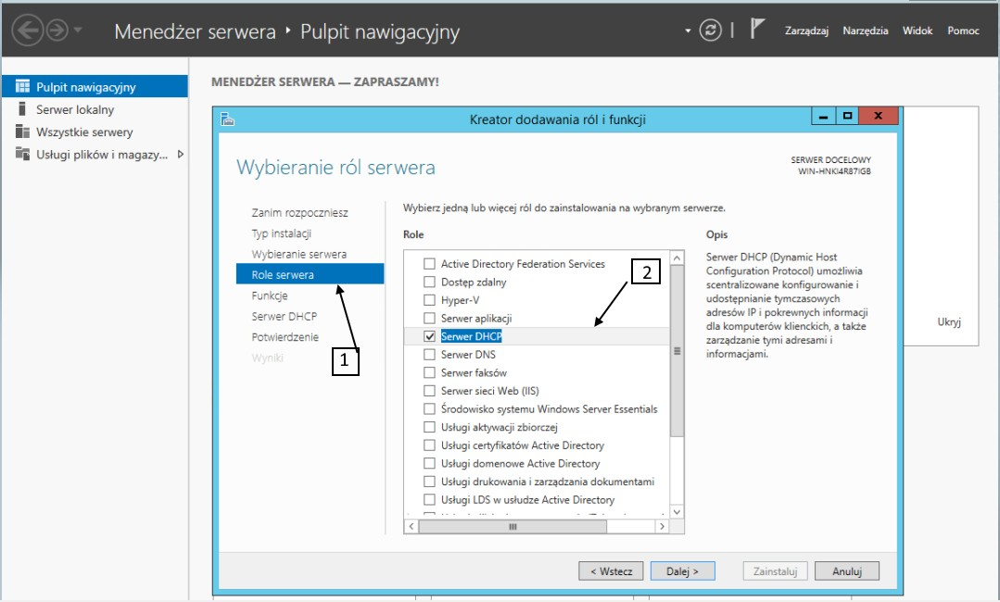 Menedżer serwera ‣ Pulpit nawigacyjny
Zarządzaj Narzędzia Widok Pomoc
Pulpit nawigacyjny
Serwer lokalny
Wszystkie serwery
Usługi plików i magazy...
MENEDŻER SERWERA — ZAPRASZAMY!
Kreator dodawania ról i funkcji
Wybieranie ról serwera
SERWER DOCELOWY
WIN-HNKI4R87IGB
Zanim rozpoczniesz
Typ instalacji
Wybieranie serwera
Role serwera
Funkcje
Serwer DHCP
Potwierdzenie
Wyniki
1
Wybierz jedną lub więcej ról do zainstalowania na wybranym serwerze.
Role
Active Directory Federation Services
Dostęp zdalny
Hyper-V
Serwer aplikacji
Serwer DHCP
Serwer DNS
Serwer faksów
Serwer sieci Web (IIS)
Środowisko systemu Windows Server Essentials
Usługi aktywacji zbiorczej
Usługi certyfikatów Active Directory
Usługi domenowe Active Directory
Usługi drukowania i zarządzania dokumentami
Usługi LDS w usłudze Active Directory
2
Opis
Serwer DHCP (Dynamic Host
Configuration Protocol) umożliwia
scentralizowane konfigurowanie i
udostępnianie tymczasowych
adresów IP i pokrewnych informacji
dla komputerów klienckich, a także
zarządzanie tymi adresami i
informacjami.
Ukryj
< Wstecz Dalej > Zainstaluj Anuluj